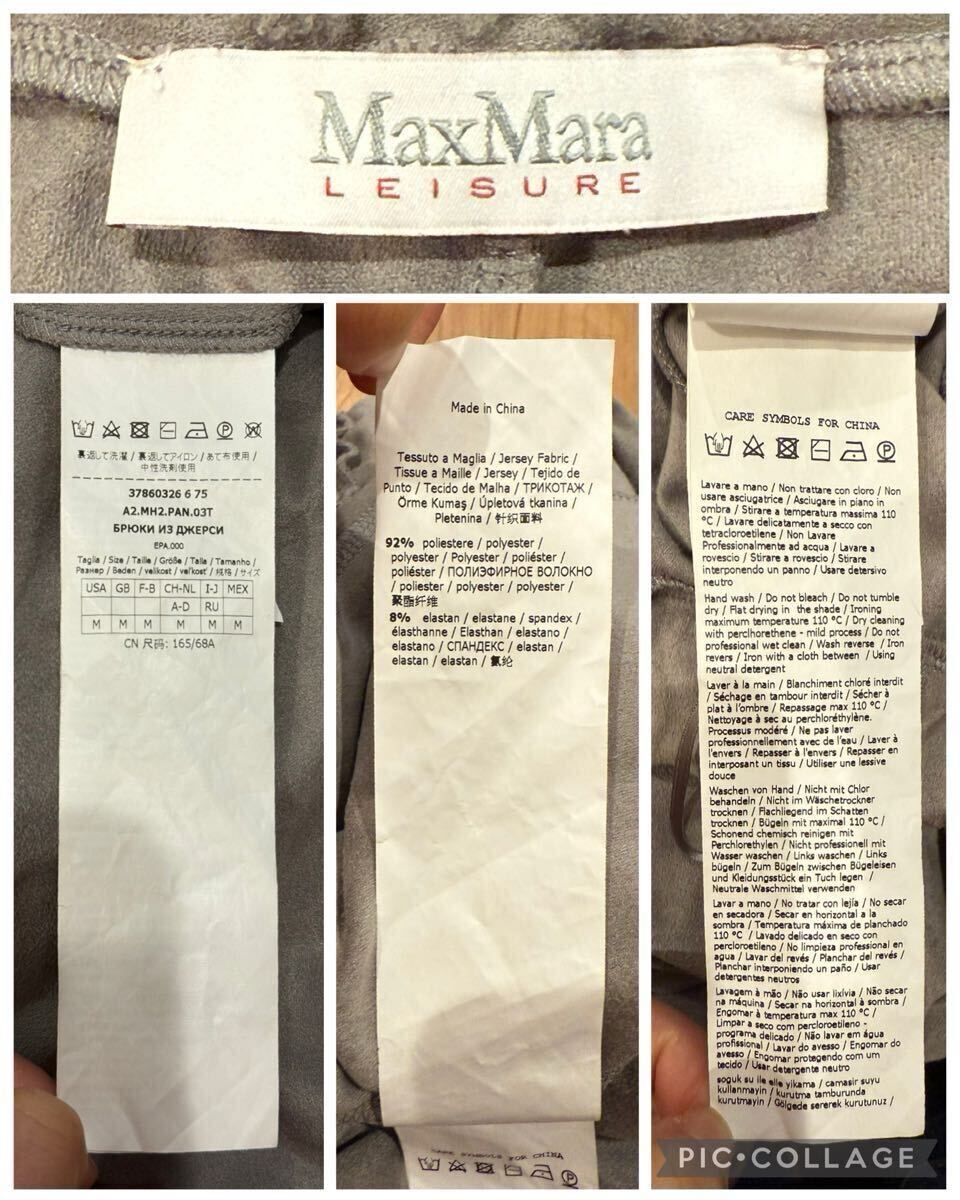 MaxMara
LEISURE
裏返して洗濯 / 裏返してアイロン / あて布使用 /
中性洗剤使用
37860326 6 75
A2.MH2.PAN.03T
БРЮКИ ИЗ ДЖЕРСИ
EPA.000
Taglia / Size / Taille / Größe / Talla / Tamanho /
Размер / Beden / velikost / veľkosť / 规格 / サイズ
USA GB F-B CH-NL I-J MEX
A-D RU
M M M M M M
CN 尺码: 165/68A
Made in China
Tessuto a Maglia / Jersey Fabric /
Tissue a Maille / Jersey / Tejido de
Punto / Tecido de Malha / ТРИКОТАЖ /
Örme Kumaş / Úpletová tkanina /
Pletenina / 针织面料
92% poliestere / polyester /
polyester / Polyester / poliéster /
poliéster / ПОЛИЭФИРНОЕ ВОЛОКНО
/ poliester / polyester / polyester /
聚酯纤维
8% elastan / elastane / spandex /
élasthanne / Elasthan / elastano /
elastano / СПАНДЕКС / elastan /
elastan / elastan / 氨纶
CARE SYMBOLS FOR CHINA
CARE SYMBOLS FOR CHINA
Lavare a mano / Non trattare con cloro / Non
usare asciugatrice / Asciugare in piano in
ombra / Stirare a temperatura massima 110
°C / Lavare delicatamente a secco con
tetracloroetilene / Non Lavare
Professionalmente ad acqua / Lavare a
rovescio / Stirare a rovescio / Stirare
interponendo un panno / Usare detersivo
neutro
Hand wash / Do not bleach / Do not tumble
dry / Flat drying in the shade / Ironing
maximum temperature 110 °C / Dry cleaning
with perclhorethene - mild process / Do not
professional wet clean / Wash reverse / Iron
revers / Iron with a cloth between / Using
neutral detergent
Laver à la main / Blanchiment chloré interdit
/ Séchage en tambour interdit / Sécher à
plat à l'ombre / Repassage max 110 °C /
Nettoyage à sec au perchloréthylène.
Processus modéré / Ne pas laver
professionnellement avec de l'eau / Laver à
l'envers / Repasser à l'envers / Repasser en
interposant un tissu / Utiliser une lessive
douce
Waschen von Hand / Nicht mit Chlor
behandeln / Nicht im Wäschetrockner
trocknen / Flachliegend im Schatten
trocknen / Bügeln mit maximal 110 °C /
Schonend chemisch reinigen mit
Perchlorethylen / Nicht professionell mit
Wasser waschen / Links waschen / Links
bügeln / Zum Bügeln zwischen Bügeleisen
und Kleidungsstück ein Tuch legen /
Neutrale Waschmittel verwenden
Lavar a mano / No tratar con lejía / No secar
en secadora / Secar en horizontal a la
sombra / Temperatura máxima de planchado
110 °C / Lavado delicado en seco con
percloroetileno / No limpieza professional en
agua / Lavar del revés / Planchar del revés /
Planchar interponiendo un paño / Usar
detergentes neutros
Lavagem à mão / Não usar lixívia / Não secar
na máquina / Secar na horizontal à sombra /
Engomar à temperatura max 110 °C /
Limpar a seco com percloroetileno -
programa delicado / Não lavar em água
profissional / Lavar do avesso / Engomar do
avesso / Engomar protegendo com um
tecido / Usar detergente neutro
soguk su ile elle yikama / camasir suyu
kullanmayin / kurutma tamburunda
kurutmayin / Gölgede sererek kurutunuz /
PIC•COLLAGE